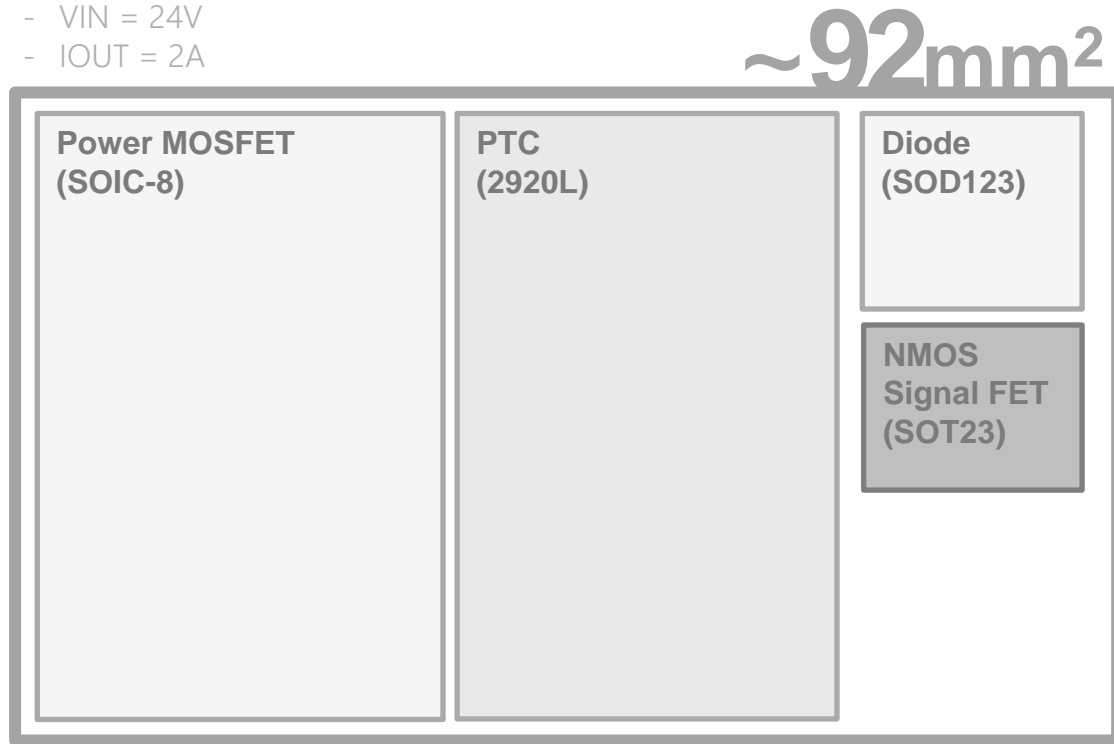 - VIN = 24V
- IOUT = 2A
~92mm²
Power MOSFET
(SOIC-8)
PTC
(2920L)
Diode
(SOD123)
NMOS
Signal FET
(SOT23)